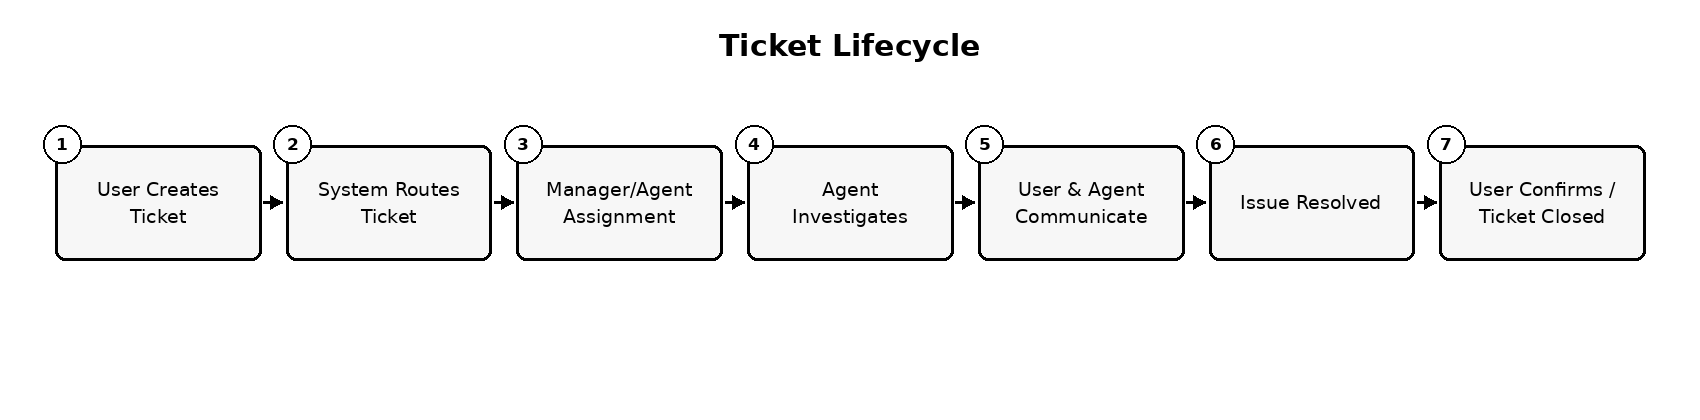 Ticket Lifecycle
1
User Creates
Ticket
2
System Routes
Ticket
3
Manager/Agent
Assignment
4
Agent
Investigates
5
User & Agent
Communicate
6
Issue Resolved
7
User Confirms /
Ticket Closed